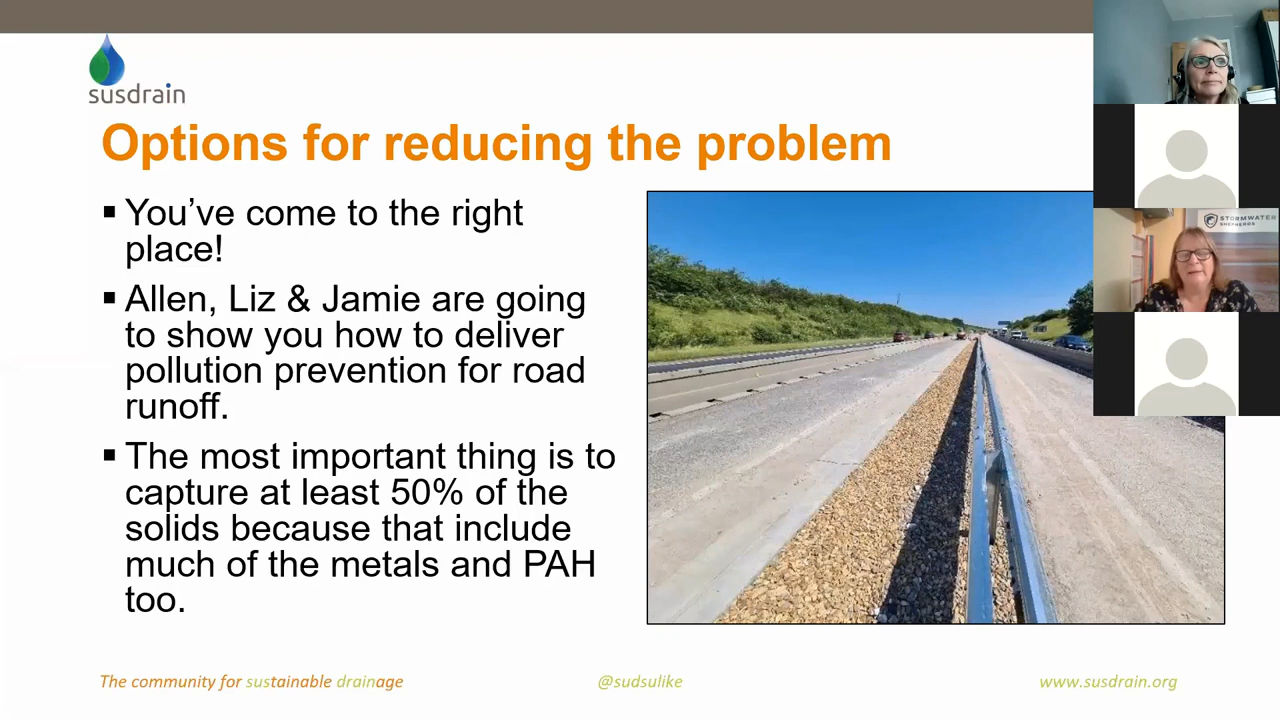 susdrain
Options for reducing the problem
▪ You’ve come to the right
place!
▪ Allen, Liz & Jamie are going
to show you how to deliver
pollution prevention for road
runoff.
▪ The most important thing is to
capture at least 50% of the
solids because that include
much of the metals and PAH
too.
STORMWATER
SHEPHERDS
The community for sustainable drainage
@sudsulike
www.susdrain.org